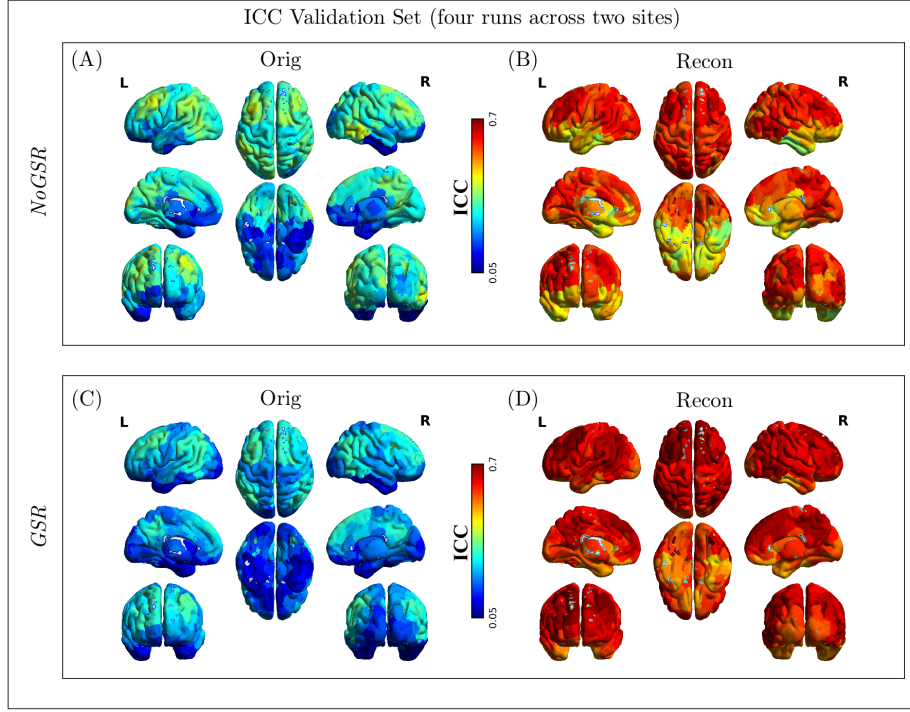 ICC Validation Set (four runs across two sites)
(A)
Orig
(B)
Recon
L
R
L
R
NoGSR
0.7
ICC
0.05
(C)
Orig
(D)
Recon
L
R
L
R
GSR
0.7
ICC
0.05